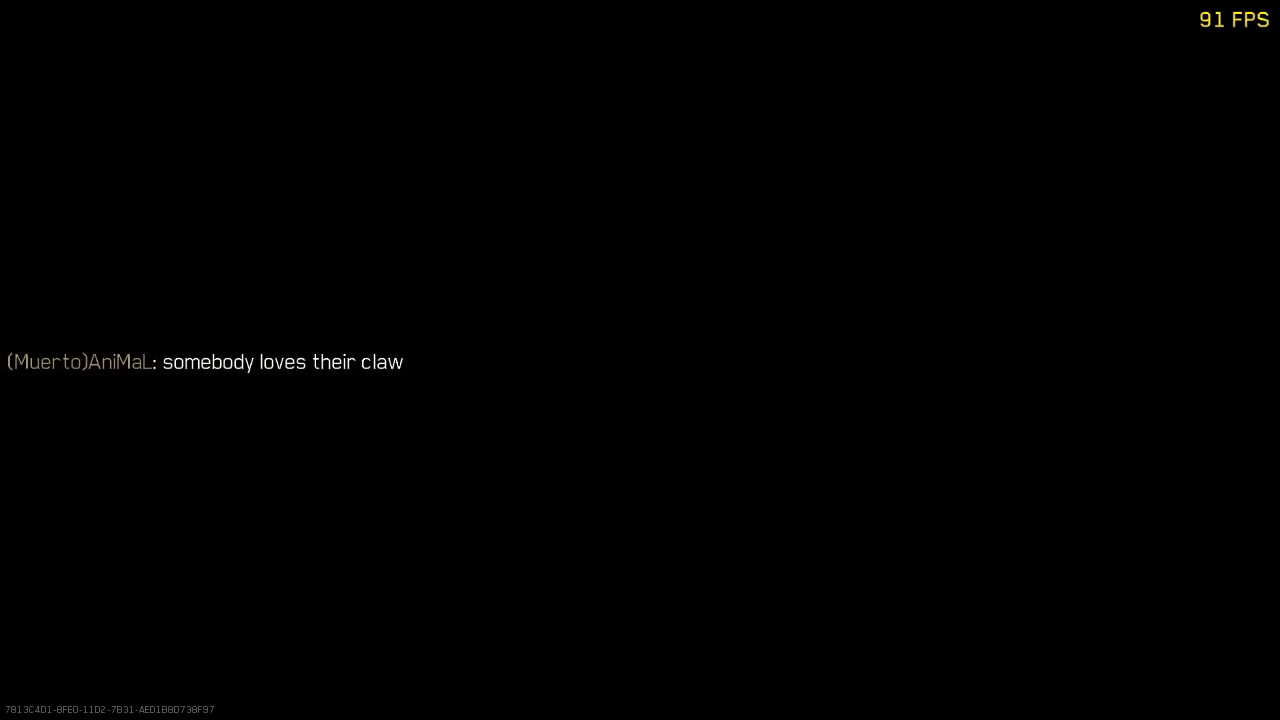 91 FPS
(Muerto)AniMaL: somebody loves their claw
7813C4D1-8FE0-11D2-7B31-AED1B8D738F97